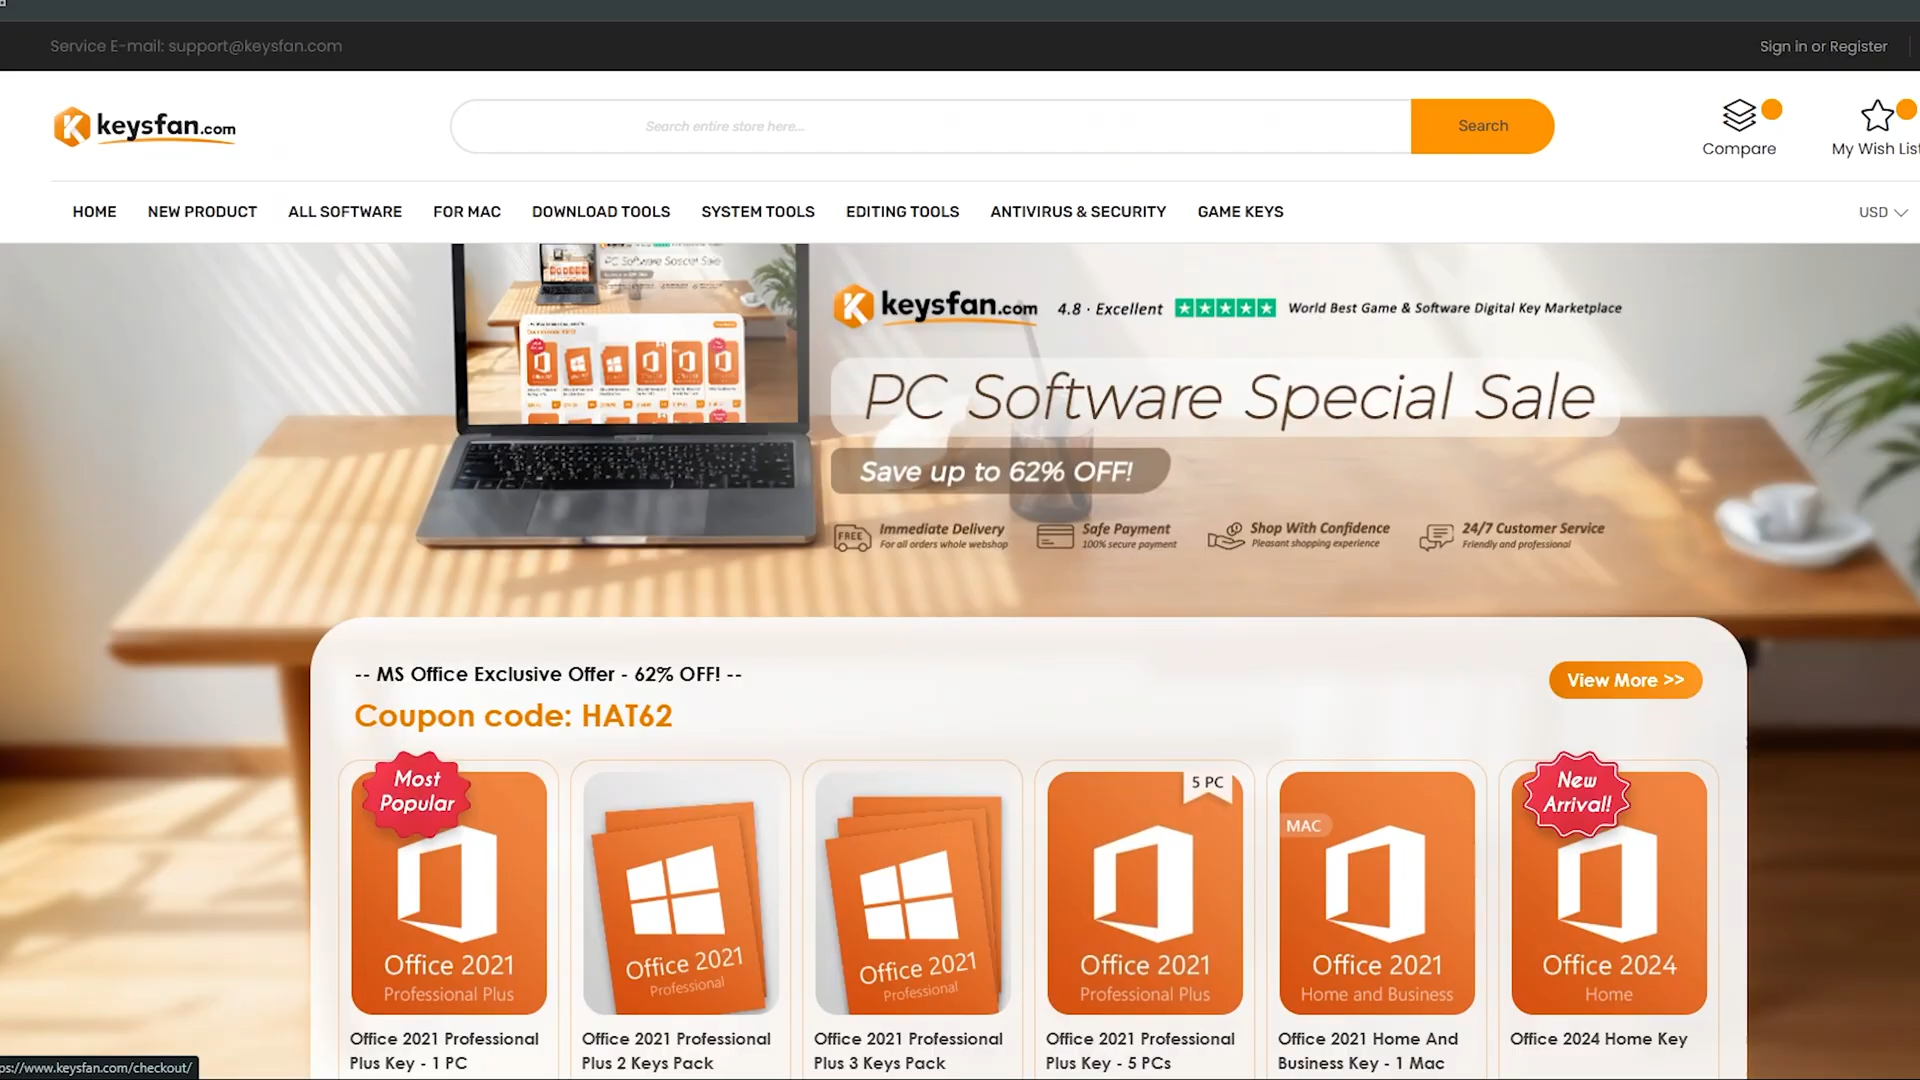 Service E-mail: support@keysfan.com
Sign in or Register
keysfan.com
Search entire store here...
Search
Compare
My Wish List
HOME
NEW PRODUCT
ALL SOFTWARE
FOR MAC
DOWNLOAD TOOLS
SYSTEM TOOLS
EDITING TOOLS
ANTIVIRUS & SECURITY
GAME KEYS
USD
PC Software Special Sale
keysfan.com
4.8 · Excellent
World Best Game & Software Digital Key Marketplace
PC Software Special Sale
Save up to 62% OFF!
FREE
Immediate Delivery
For all orders whole webshop
Safe Payment
100% secure payment
Shop With Confidence
Pleasant shopping experience
24/7 Customer Service
Friendly and professional
-- MS Office Exclusive Offer - 62% OFF! --
Coupon code: HAT62
View More >>
Most
Popular
Office 2021
Professional Plus
Office 2021
Professional
Office 2021
Professional
5 PC
Office 2021
Professional Plus
MAC
Office 2021
Home and Business
New
Arrival!
Office 2024
Home
Office 2021 Professional
Plus Key - 1 PC
Office 2021 Professional
Plus 2 Keys Pack
Office 2021 Professional
Plus 3 Keys Pack
Office 2021 Professional
Plus Key - 5 PCs
Office 2021 Home And
Business Key - 1 Mac
Office 2024 Home Key
ps://www.keysfan.com/checkout/